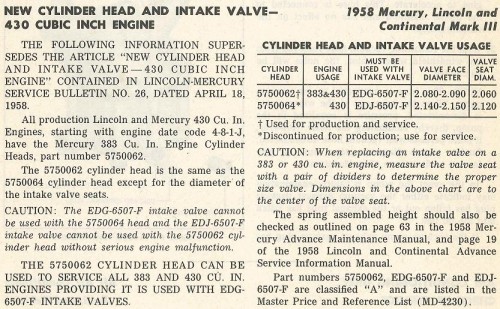 NEW CYLINDER HEAD AND INTAKE VALVE—
430 CUBIC INCH ENGINE
THE FOLLOWING INFORMATION SUPER-
SEDES THE ARTICLE "NEW CYLINDER HEAD
AND INTAKE VALVE—430 CUBIC INCH
ENGINE" CONTAINED IN LINCOLN-MERCURY
SERVICE BULLETIN NO. 26, DATED APRIL 18,
1958.
All production Lincoln and Mercury 430 Cu. In.
Engines, starting with engine date code 4-8-1-J,
have the Mercury 383 Cu. In. Engine Cylinder
Heads, part number 5750062.
The 5750062 cylinder head is the same as the
5750064 cylinder head except for the diameter of
the intake valve seats.
CAUTION: The EDG-6507-F intake valve cannot
be used with the 5750064 head and the EDJ-6507-F
intake valve cannot be used with the 5750062 cyl-
inder head without serious engine malfunction.
THE 5750062 CYLINDER HEAD CAN BE
USED TO SERVICE ALL 383 AND 430 CU. IN.
ENGINES PROVIDING IT IS USED WITH EDG-
6507-F INTAKE VALVES.
1958 Mercury, Lincoln and
Continental Mark III
CYLINDER HEAD AND INTAKE VALVE USAGE
CYLINDER HEAD ENGINE USAGE MUST BE USED WITH INTAKE VALVE VALVE FACE DIAMETER VALVE SEAT DIAM.
5750062† 383&430 EDG-6507-F 2.080-2.090 2.060
5750064* 430 EDJ-6507-F 2.140-2.150 2.120
† Used for production and service.
*Discontinued for production; use for service.
CAUTION: When replacing an intake valve on a
383 or 430 cu. in. engine, measure the valve seat
with a pair of dividers to determine the proper
size valve. Dimensions in the above chart are to
the center of the valve seat.
The spring assembled height should also be
checked as outlined on page 63 in the 1958 Mer-
cury Advance Maintenance Manual, and page 19
of the 1958 Lincoln and Continental Advance
Service Information Manual.
Part numbers 5750062, EDG-6507-F and EDJ-
6507-F are classified "A" and are listed in the
Master Price and Reference List (MD-4230).